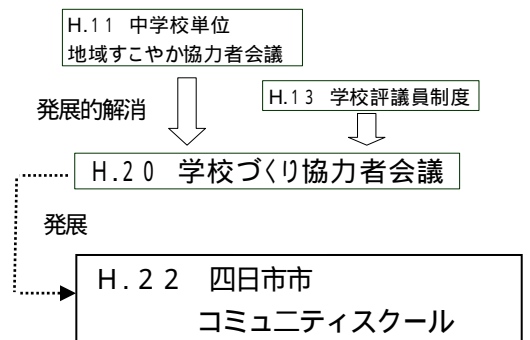 H.11 中学校単位
地域すこやか協力者会議
発展的解消
H.13 学校評議員制度
H.20 学校づくり協力者会議
発展
H.22 四日市市
コミュニティスクール